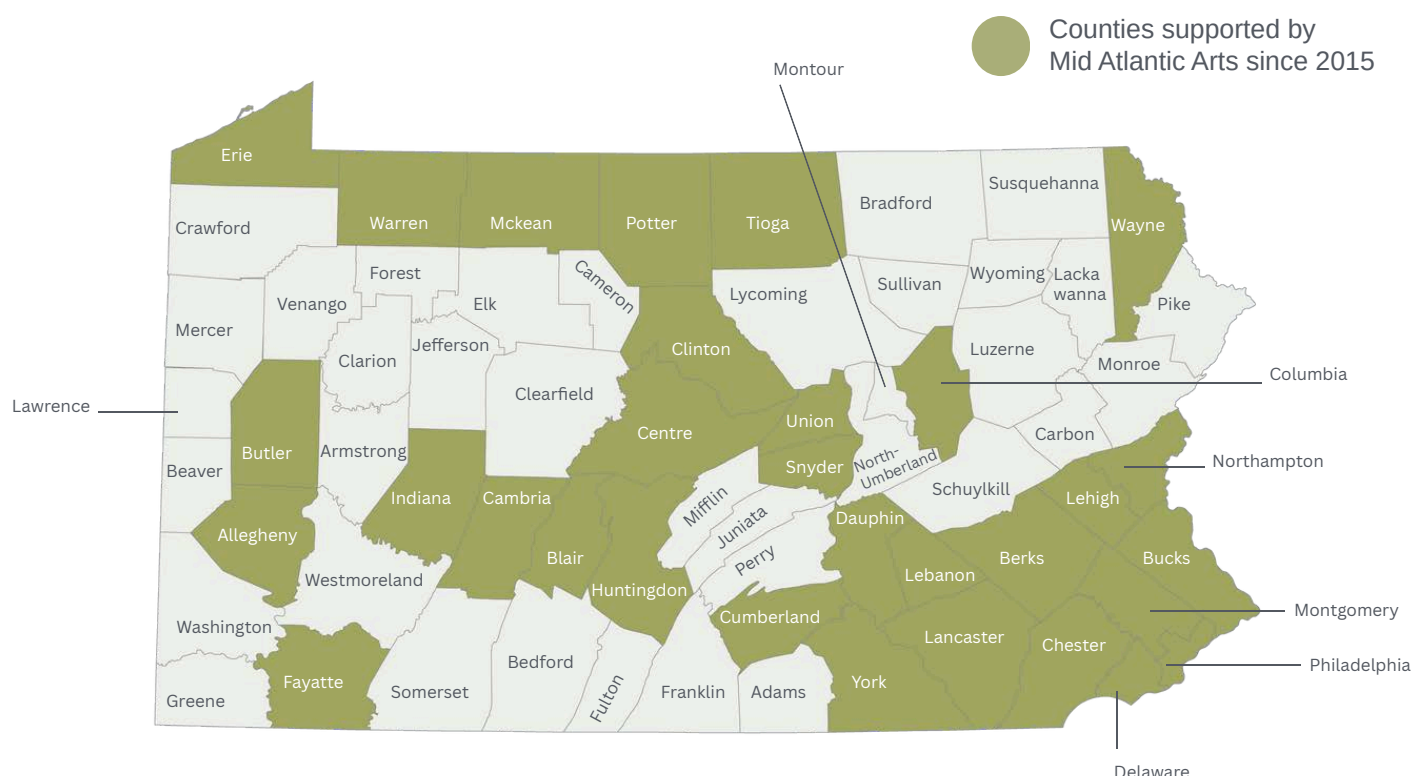 Counties supported by
Mid Atlantic Arts since 2015
Montour
Erie
Susquehanna
Bradford
Warren
Mckean
Potter
Tioga
Wayne
Crawford
Forest
Cameron
Wyoming
Lacka
wanna
Sullivan
Venango
Elk
Lycoming
Pike
Mercer
Jefferson
Clinton
Luzerne
Clarion
Monroe
Columbia
Clearfield
Lawrence
Union
Centre
Carbon
Butler
Armstrong
Northampton
Beaver
Snyder
North-
Umberland
Schuylkill
Indiana
Cambria
Lehigh
Mifflin
Juniata
Dauphin
Allegheny
Blair
Perry
Berks
Bucks
Westmoreland
Lebanon
Huntingdon
Montgomery
Cumberland
Washington
Lancaster
Chester
Bedford
Philadelphia
Fayatte
York
Greene
Somerset
Fulton
Franklin
Adams
Delaware